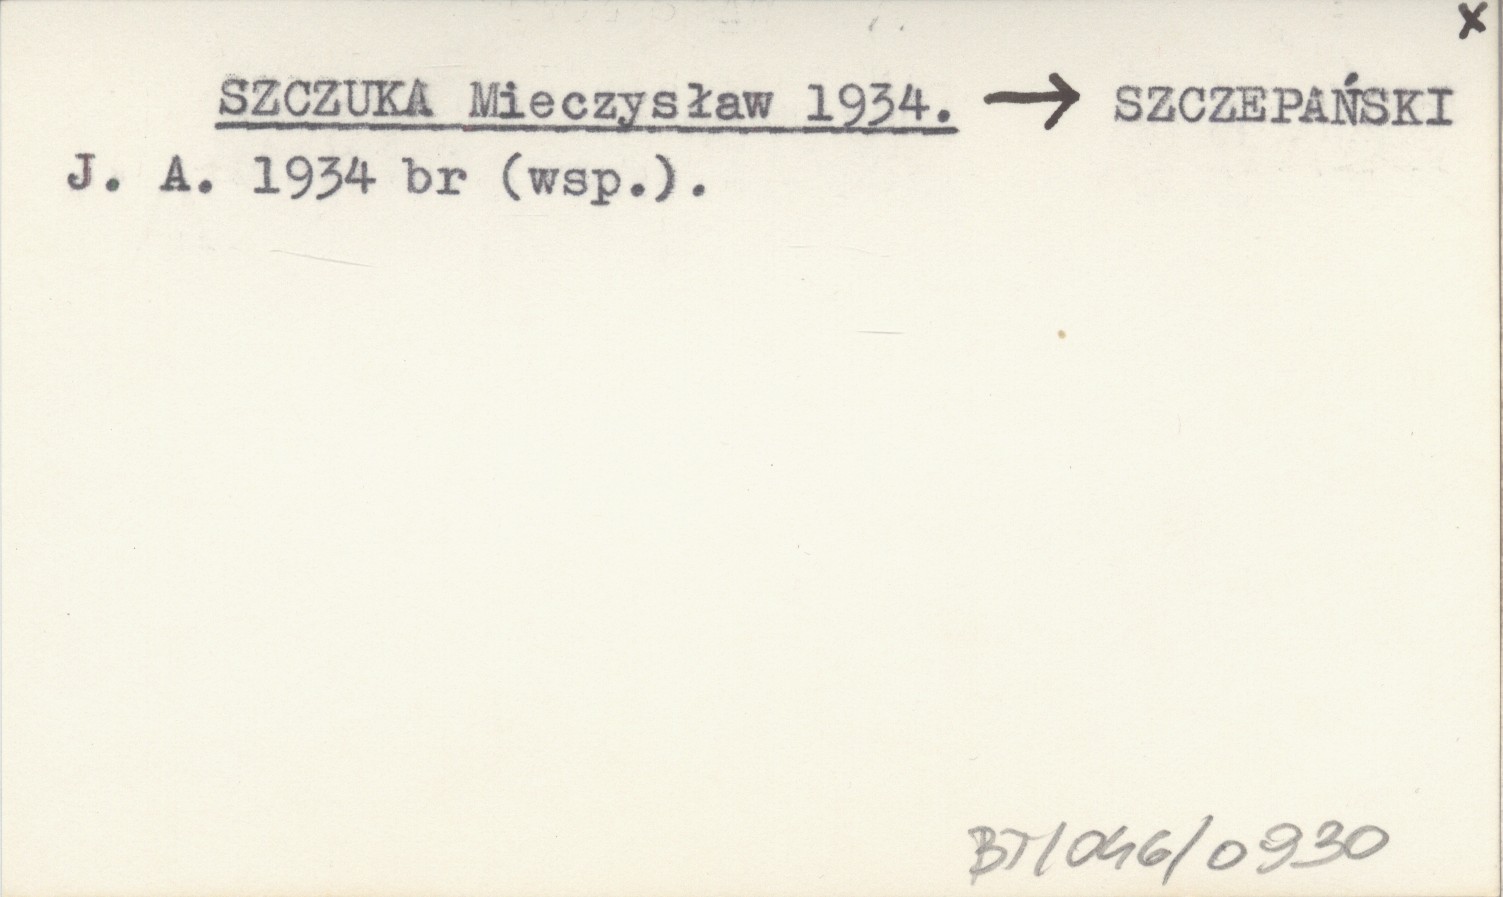 x
SZCZUKA Mieczysław 1934. → SZCZEPAŃSKI
J. A. 1934 br (wsp.).
BT/046/0930